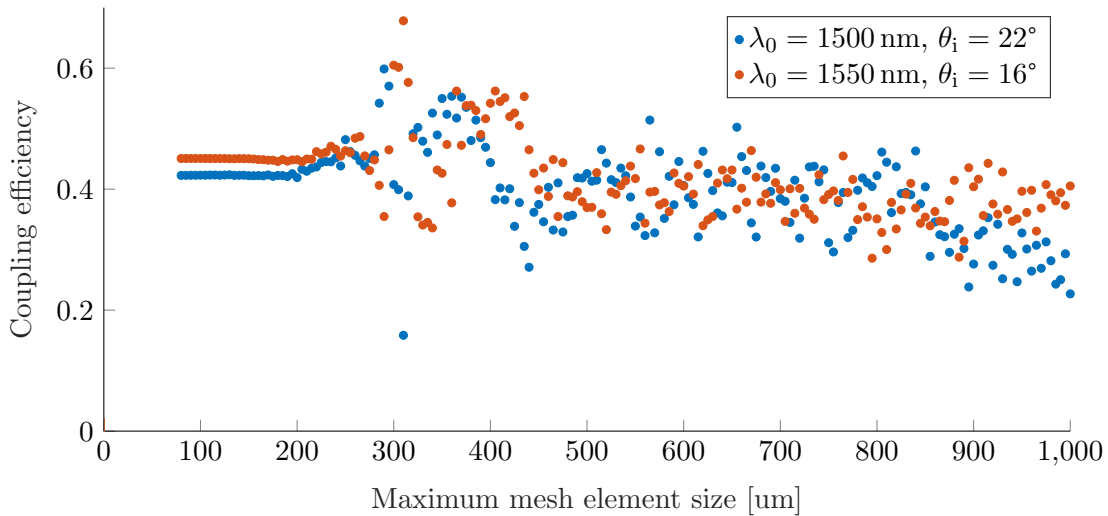 λ₀ = 1500 nm, θᵢ = 22°
λ₀ = 1550 nm, θᵢ = 16°
Coupling efficiency
0.6
0.4
0.2
0
0 100 200 300 400 500 600 700 800 900 1,000
Maximum mesh element size [um]